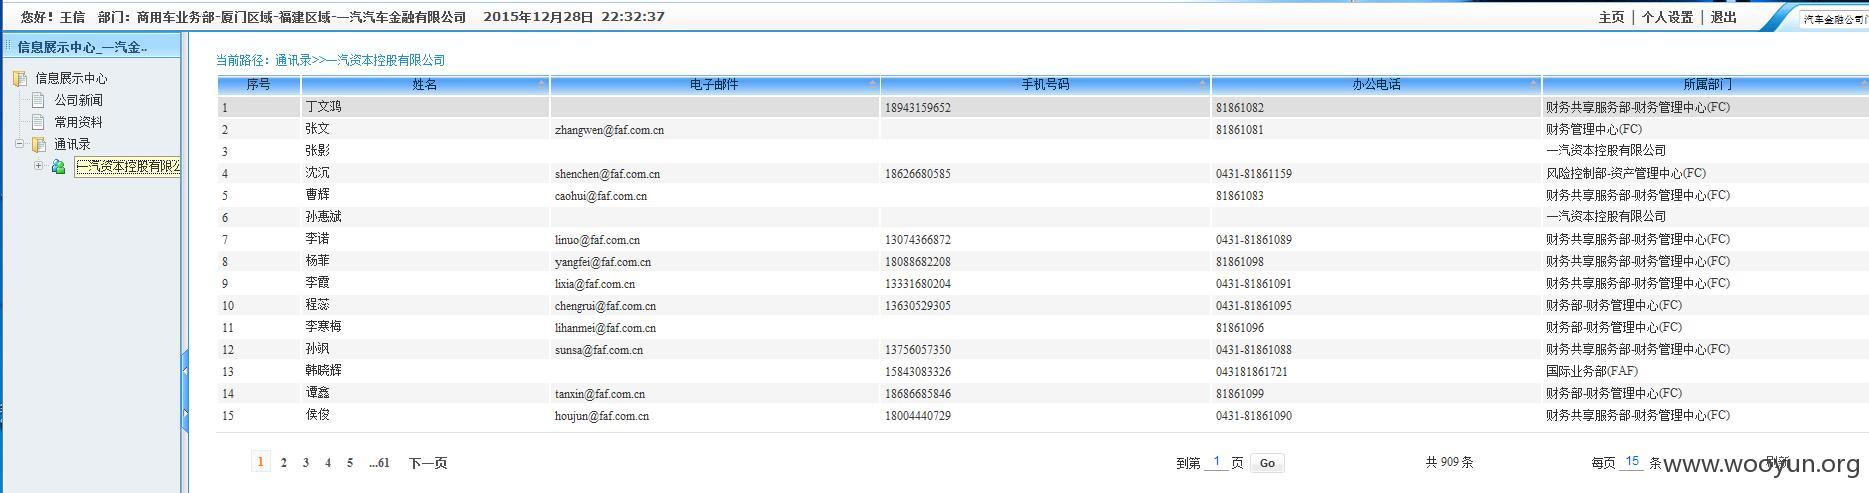 您好！王信 部门：商用车业务部-厦门区域-福建区域-一汽汽车金融有限公司 2015年12月28日 22:32:37 主页 | 个人设置 | 退出 汽车金融公司门
信息展示中心_一汽金..
信息展示中心
公司新闻
常用资料
通讯录
一汽资本控股有限公
当前路径：通讯录>>一汽资本控股有限公司
序号 姓名 电子邮件 手机号码 办公电话 所属部门
1 丁文鹀 18943159652 81861082 财务共享服务部-财务管理中心(FC)
2 张文 zhangwen@faf.com.cn 81861081 财务管理中心(FC)
3 张影 一汽资本控股有限公司
4 沈沉 shenchen@faf.com.cn 18626680585 0431-81861159 风险控制部-资产管理中心(FC)
5 曹辉 caohui@faf.com.cn 81861083 财务共享服务部-财务管理中心(FC)
6 孙惠斌 一汽资本控股有限公司
7 李诺 linuo@faf.com.cn 13074366872 0431-81861089 财务共享服务部-财务管理中心(FC)
8 杨菲 yangfei@faf.com.cn 18088682208 81861098 财务共享服务部-财务管理中心(FC)
9 李霞 lixia@faf.com.cn 13331680204 0431-81861091 财务共享服务部-财务管理中心(FC)
10 程蕊 chengrui@faf.com.cn 13630529305 0431-81861095 财务部-财务管理中心(FC)
11 李寒梅 lihanmei@faf.com.cn 81861096 财务部-财务管理中心(FC)
12 孙飒 sunsa@faf.com.cn 13756057350 0431-81861088 财务共享服务部-财务管理中心(FC)
13 韩晓辉 15843083326 043181861721 国际业务部(FAF)
14 谭鑫 tanxin@faf.com.cn 18686685846 81861099 财务部-财务管理中心(FC)
15 侯俊 houjun@faf.com.cn 18004440729 0431-81861090 财务共享服务部-财务管理中心(FC)
1 2 3 4 5 ...61 下一页 到第 1 页 Go 共 909 条 每页 15 条 刷新
www.wooyun.org